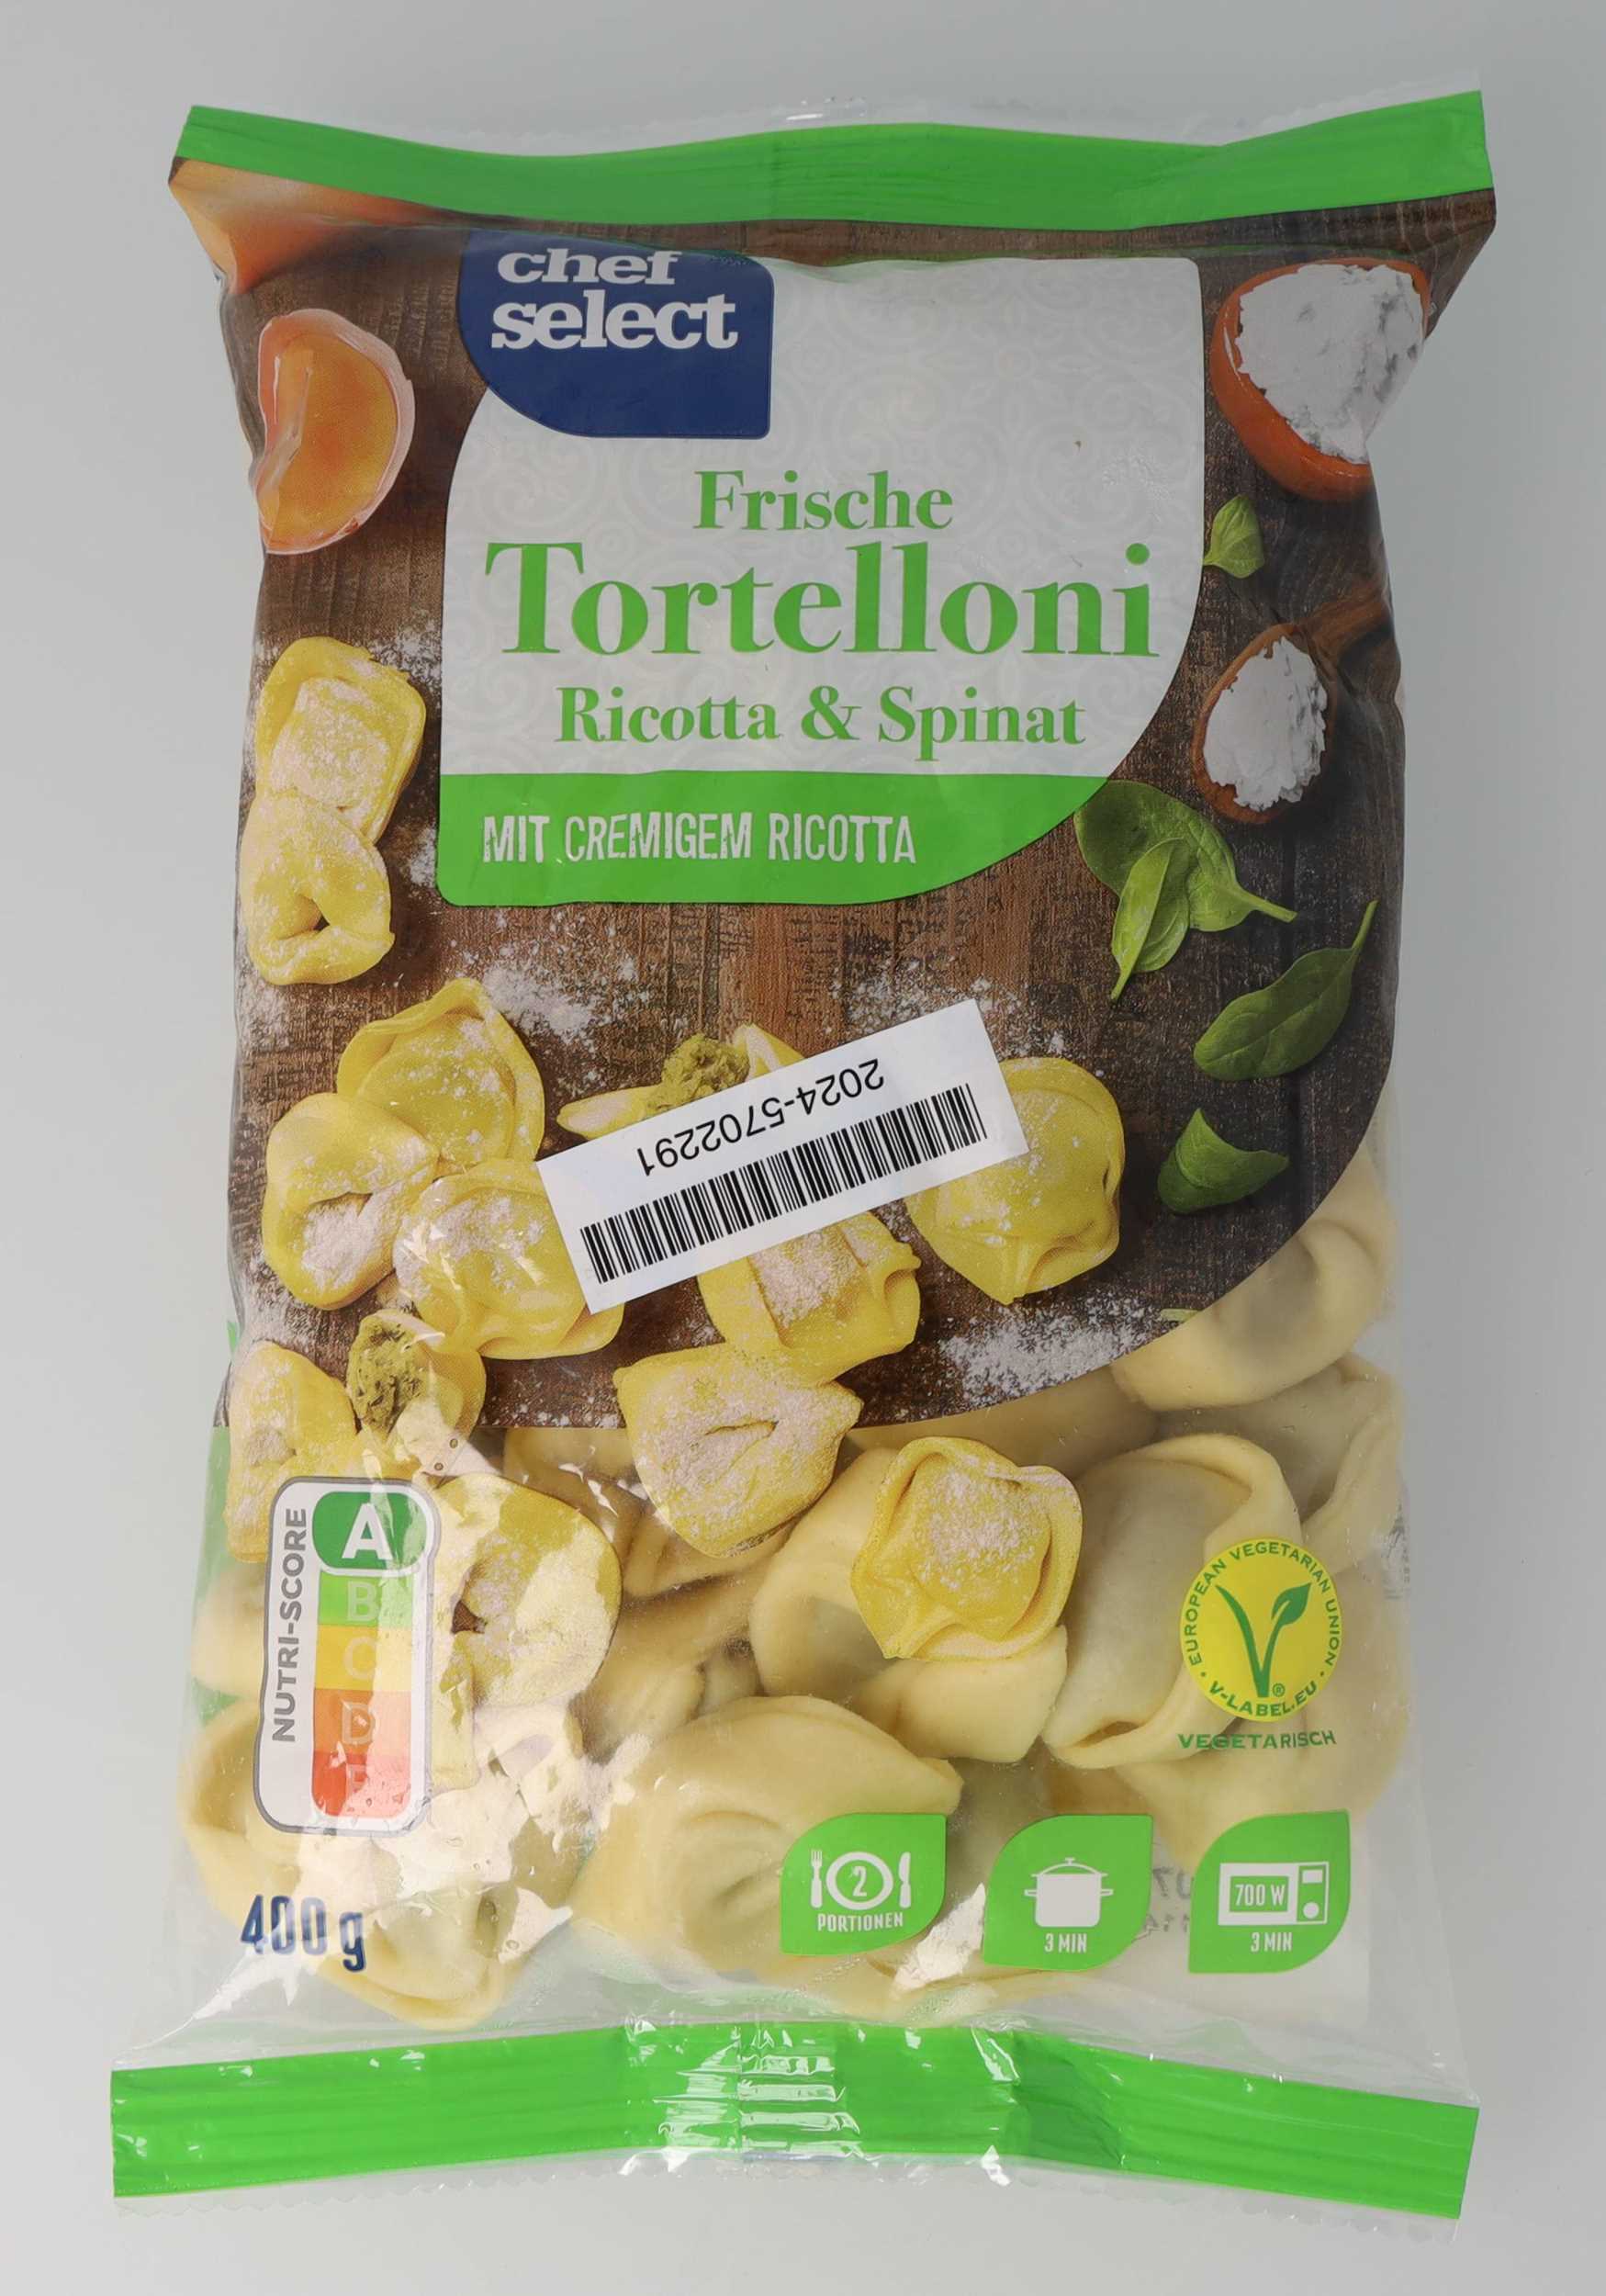 chef
select
Frische
Tortelloni
Ricotta & Spinat
MIT CREMIGEM RICOTTA
2024-5702291
NUTRI-SCORE
A
B
C
D
E
EUROPEAN VEGETARIAN UNION
V-LABEL.EU
®
VEGETARISCH
400 g
2
PORTIONEN
3 MIN
700 W
3 MIN